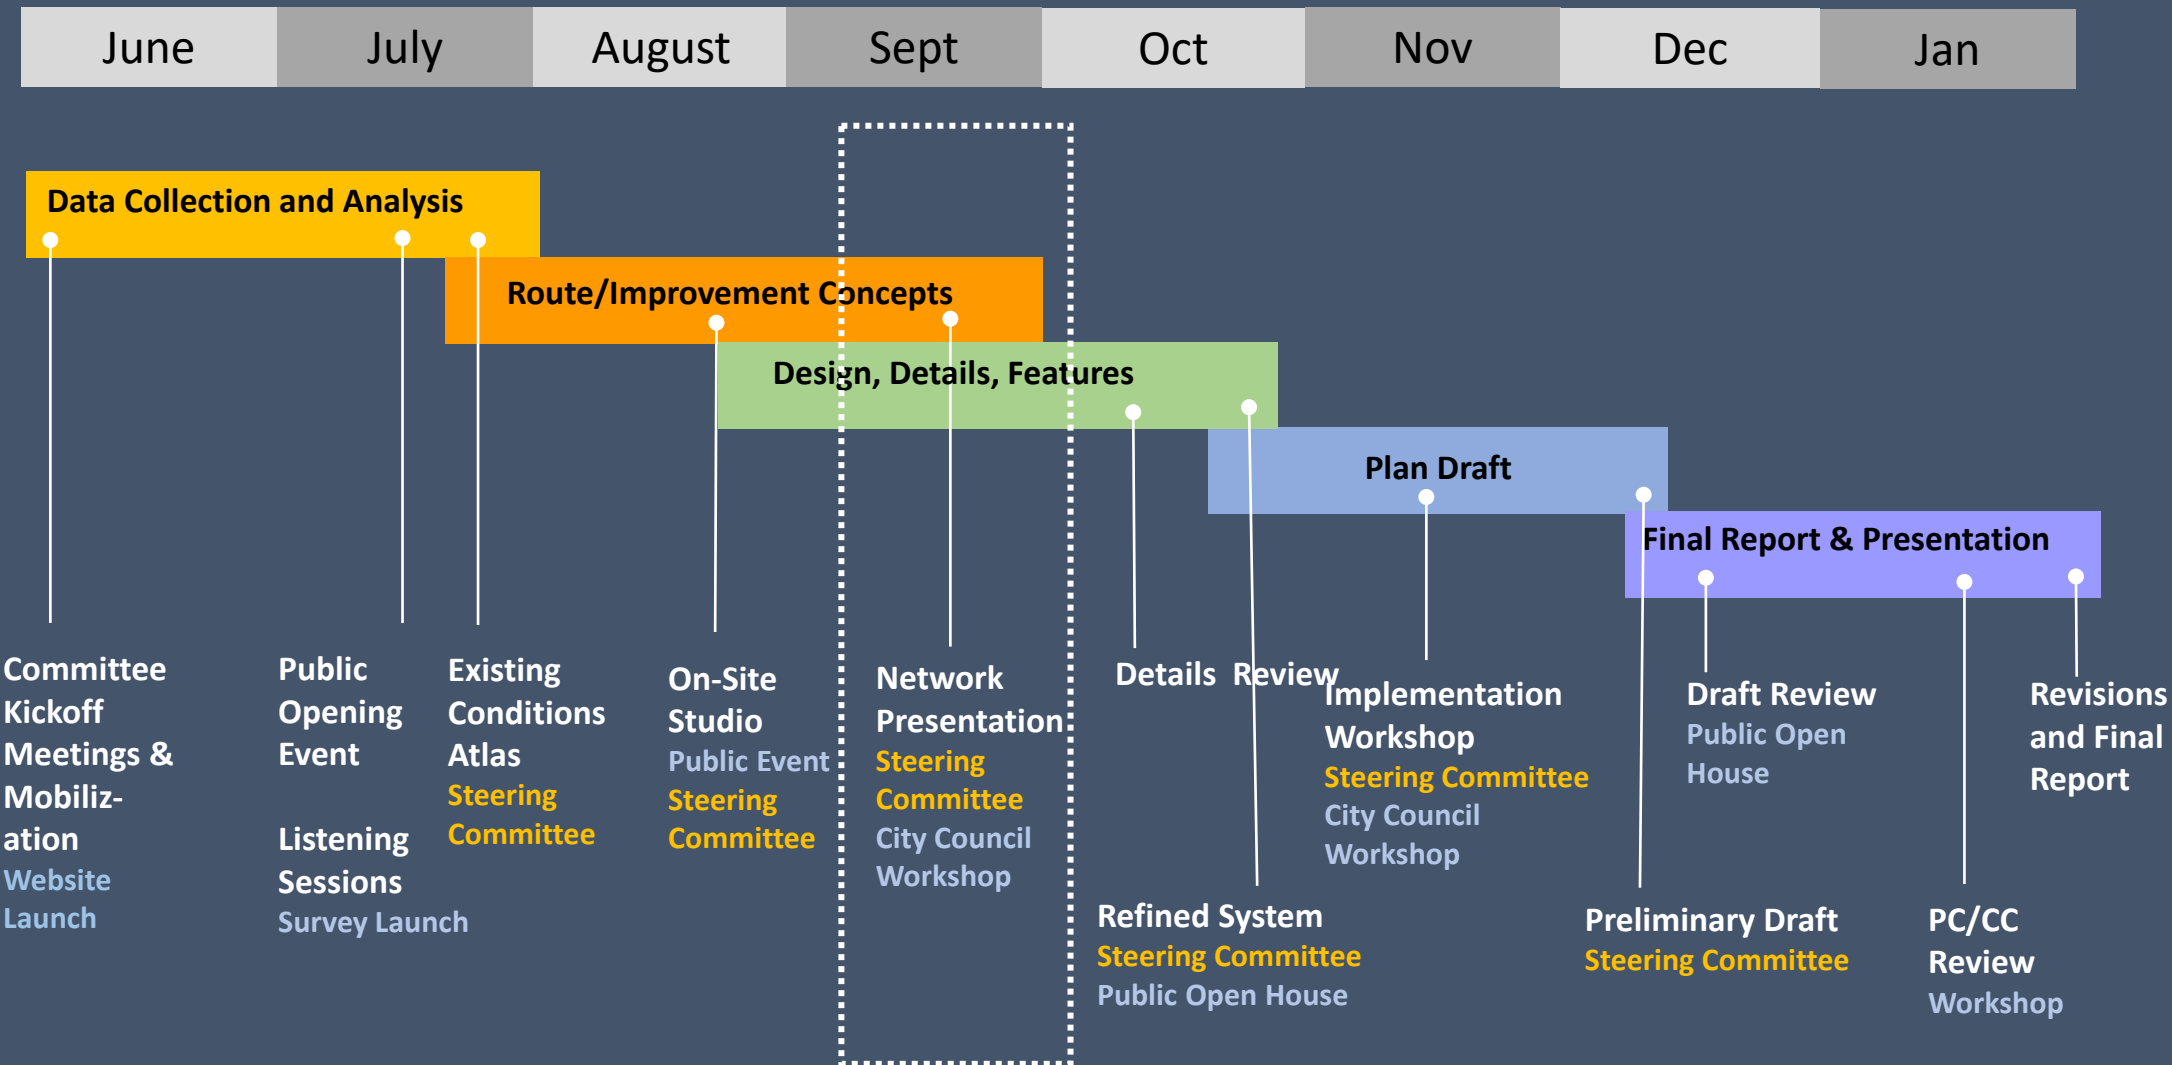 June
July
August
Sept
Oct
Nov
Dec
Jan
Data Collection and Analysis
Route/Improvement Concepts
Design, Details, Features
Plan Draft
Final Report & Presentation
Committee
Kickoff
Meetings &
Mobiliz-
ation
Website
Launch
Public
Opening
Event
Listening
Sessions
Survey Launch
Existing
Conditions
Atlas
Steering
Committee
On-Site
Studio
Public Event
Steering
Committee
Network
Presentation
Steering
Committee
City Council
Workshop
Details Review
Refined System
Steering Committee
Public Open House
Implementation
Workshop
Steering Committee
City Council
Workshop
Preliminary Draft
Steering Committee
Draft Review
Public Open
House
PC/CC
Review
Workshop
Revisions
and Final
Report